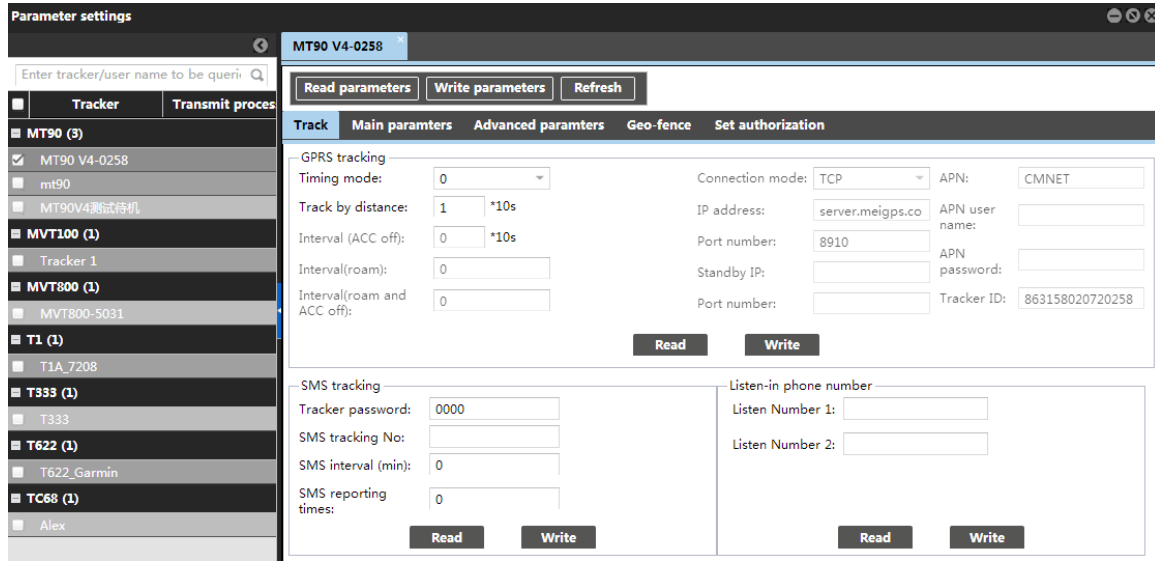 Parameter settings
Enter tracker/user name to be queri
Tracker Transmit proces
MT90 (3)
MT90 V4-0258
mt90
MT90V4测试待机
MVT100 (1)
Tracker 1
MVT800 (1)
MVT800-5031
T1 (1)
T1A_7208
T333 (1)
T333
T622 (1)
T622_Garmin
TC68 (1)
Alex
MT90 V4-0258
Read parameters Write parameters Refresh
Track Main paramters Advanced paramters Geo-fence Set authorization
GPRS tracking
Timing mode: 0
Track by distance: 1 *10s
Interval (ACC off): 0 *10s
Interval(roam): 0
Interval(roam and
ACC off): 0
Connection mode: TCP
IP address: server.meigps.co
Port number: 8910
Standby IP:
Port number:
APN: CMNET
APN user
name:
APN
password:
Tracker ID: 863158020720258
Read Write
SMS tracking
Tracker password: 0000
SMS tracking No:
SMS interval (min): 0
SMS reporting
times: 0
Read Write
Listen-in phone number
Listen Number 1:
Listen Number 2:
Read Write